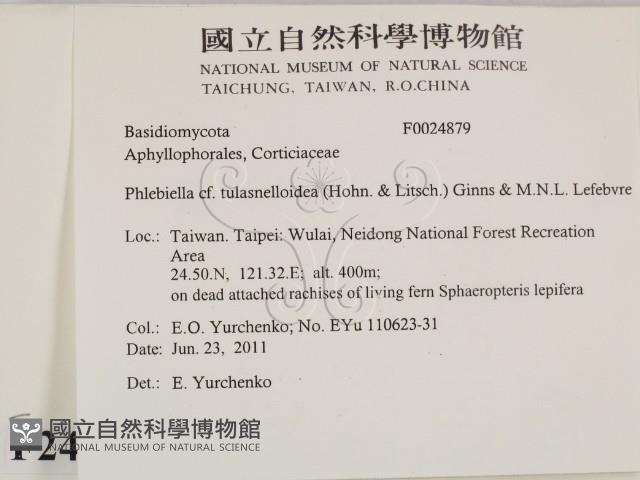 國立自然科學博物館
NATIONAL MUSEUM OF NATURAL SCIENCE
TAICHUNG, TAIWAN, R.O.CHINA
Basidiomycota F0024879
Aphyllophorales, Corticiaceae
Phlebiella cf. tulasnelloidea (Hohn. & Litsch.) Ginns & M.N.L. Lefebvre
Loc.: Taiwan. Taipei: Wulai, Neidong National Forest Recreation
Area
24.50.N, 121.32.E; alt. 400m;
on dead attached rachises of living fern Sphaeropteris lepifera
Col.: E.O. Yurchenko; No. EYu 110623-31
Date: Jun. 23, 2011
Det.: E. Yurchenko
國立自然科學博物館
NATIONAL MUSEUM OF NATURAL SCIENCE